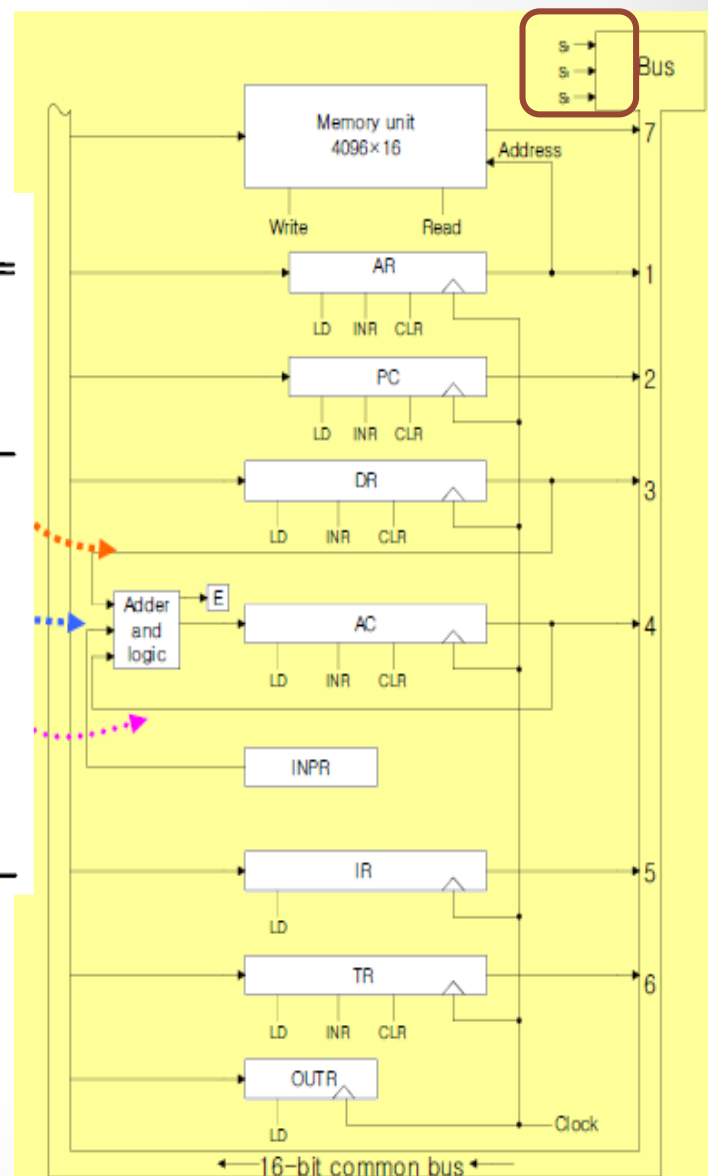 Bus
Memory unit
4096×16
7
Address
Write
Read
AR
1
LD INR CLR
PC
2
LD INR CLR
DR
3
LD INR CLR
Adder
and
logic
E
AC
4
LD INR CLR
INPR
IR
5
LD
TR
6
LD INR CLR
OUTR
LD
Clock
16-bit common bus